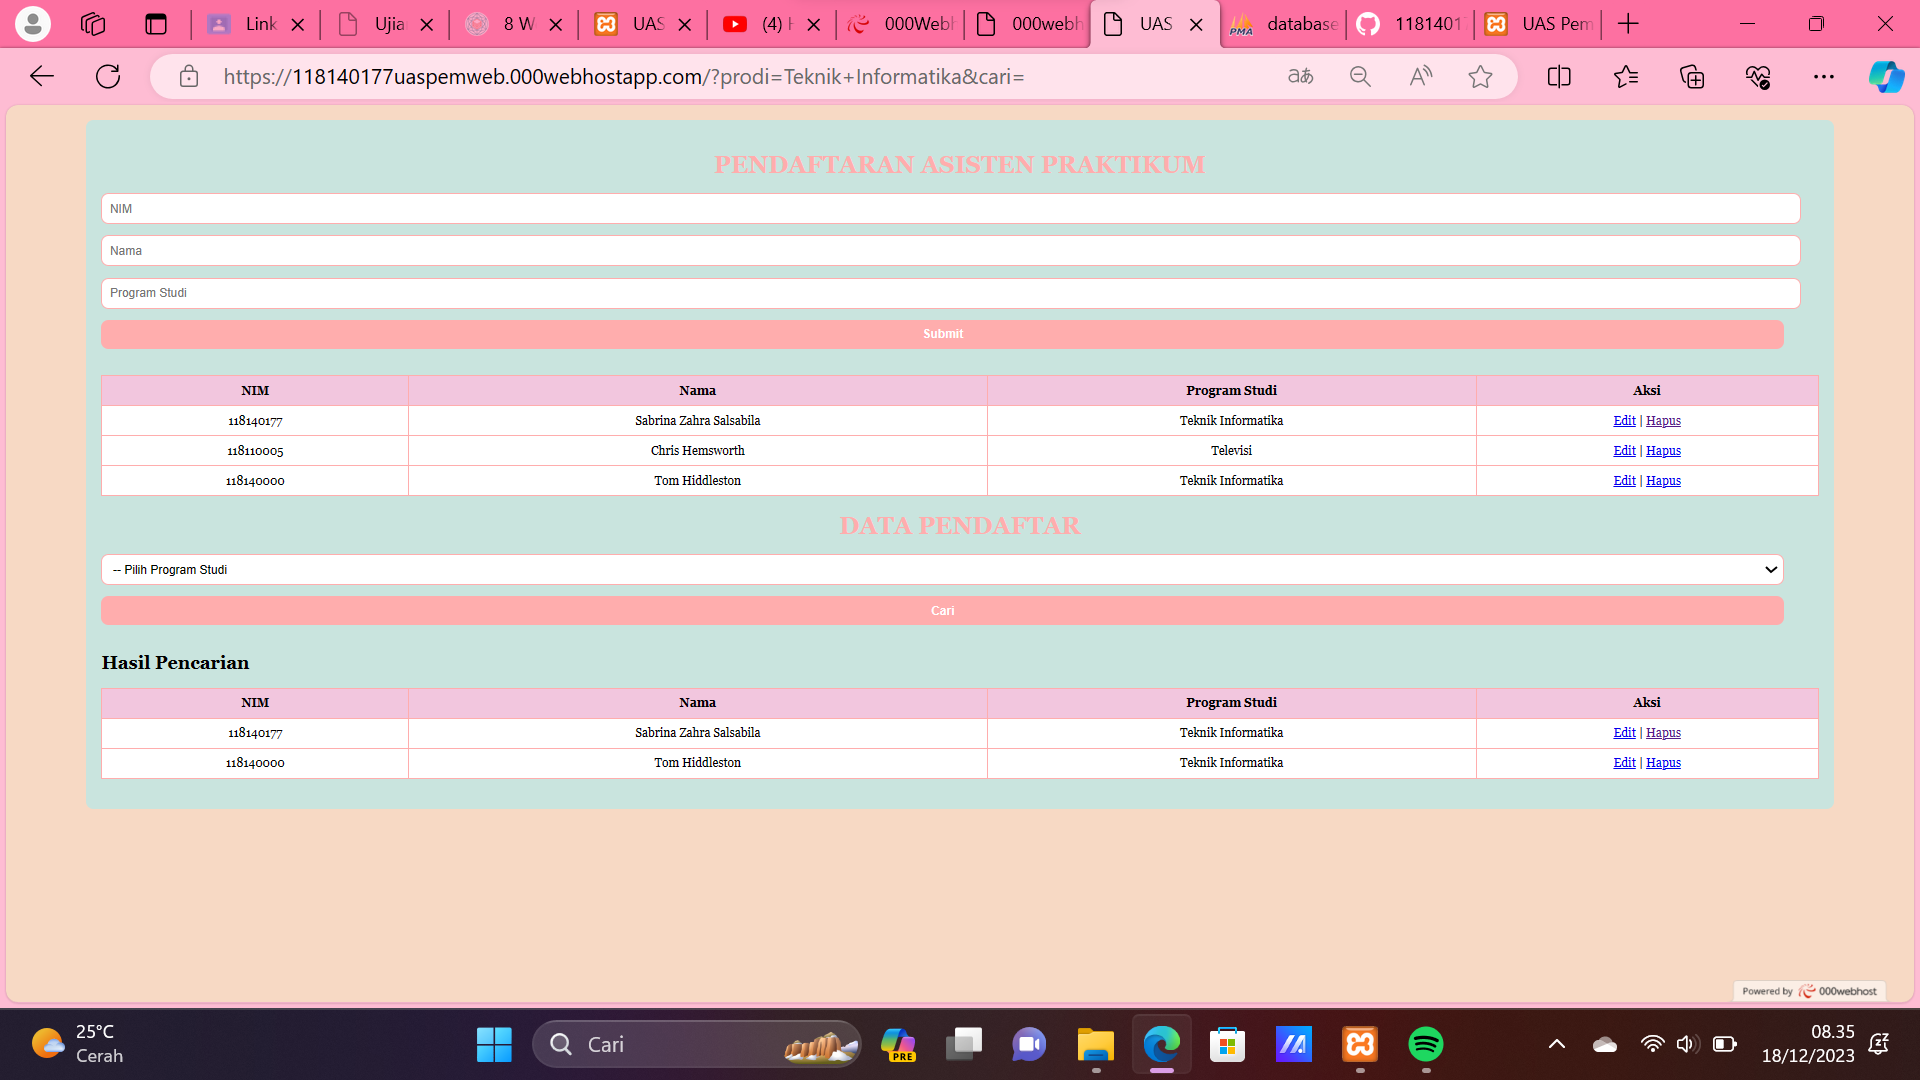 Link
Ujia
8 W
UAS
(4) H
000Webh
000webh
UAS
database
1181401
UAS Pem
https://118140177uaspemweb.000webhostapp.com/?prodi=Teknik+Informatika&cari=
PENDAFTARAN ASISTEN PRAKTIKUM
NIM
Nama
Program Studi
Submit
NIM Nama Program Studi Aksi
118140177 Sabrina Zahra Salsabila Teknik Informatika Edit | Hapus
118110005 Chris Hemsworth Televisi Edit | Hapus
118140000 Tom Hiddleston Teknik Informatika Edit | Hapus
DATA PENDAFTAR
-- Pilih Program Studi
Cari
Hasil Pencarian
NIM Nama Program Studi Aksi
118140177 Sabrina Zahra Salsabila Teknik Informatika Edit | Hapus
118140000 Tom Hiddleston Teknik Informatika Edit | Hapus
Powered by 000webhost
25°C
Cerah
Cari
PRE
08.35
18/12/2023